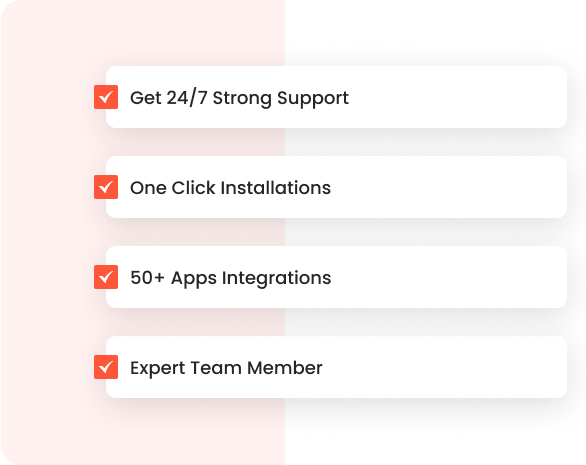 Get 24/7 Strong Support
One Click Installations
50+ Apps Integrations
Expert Team Member